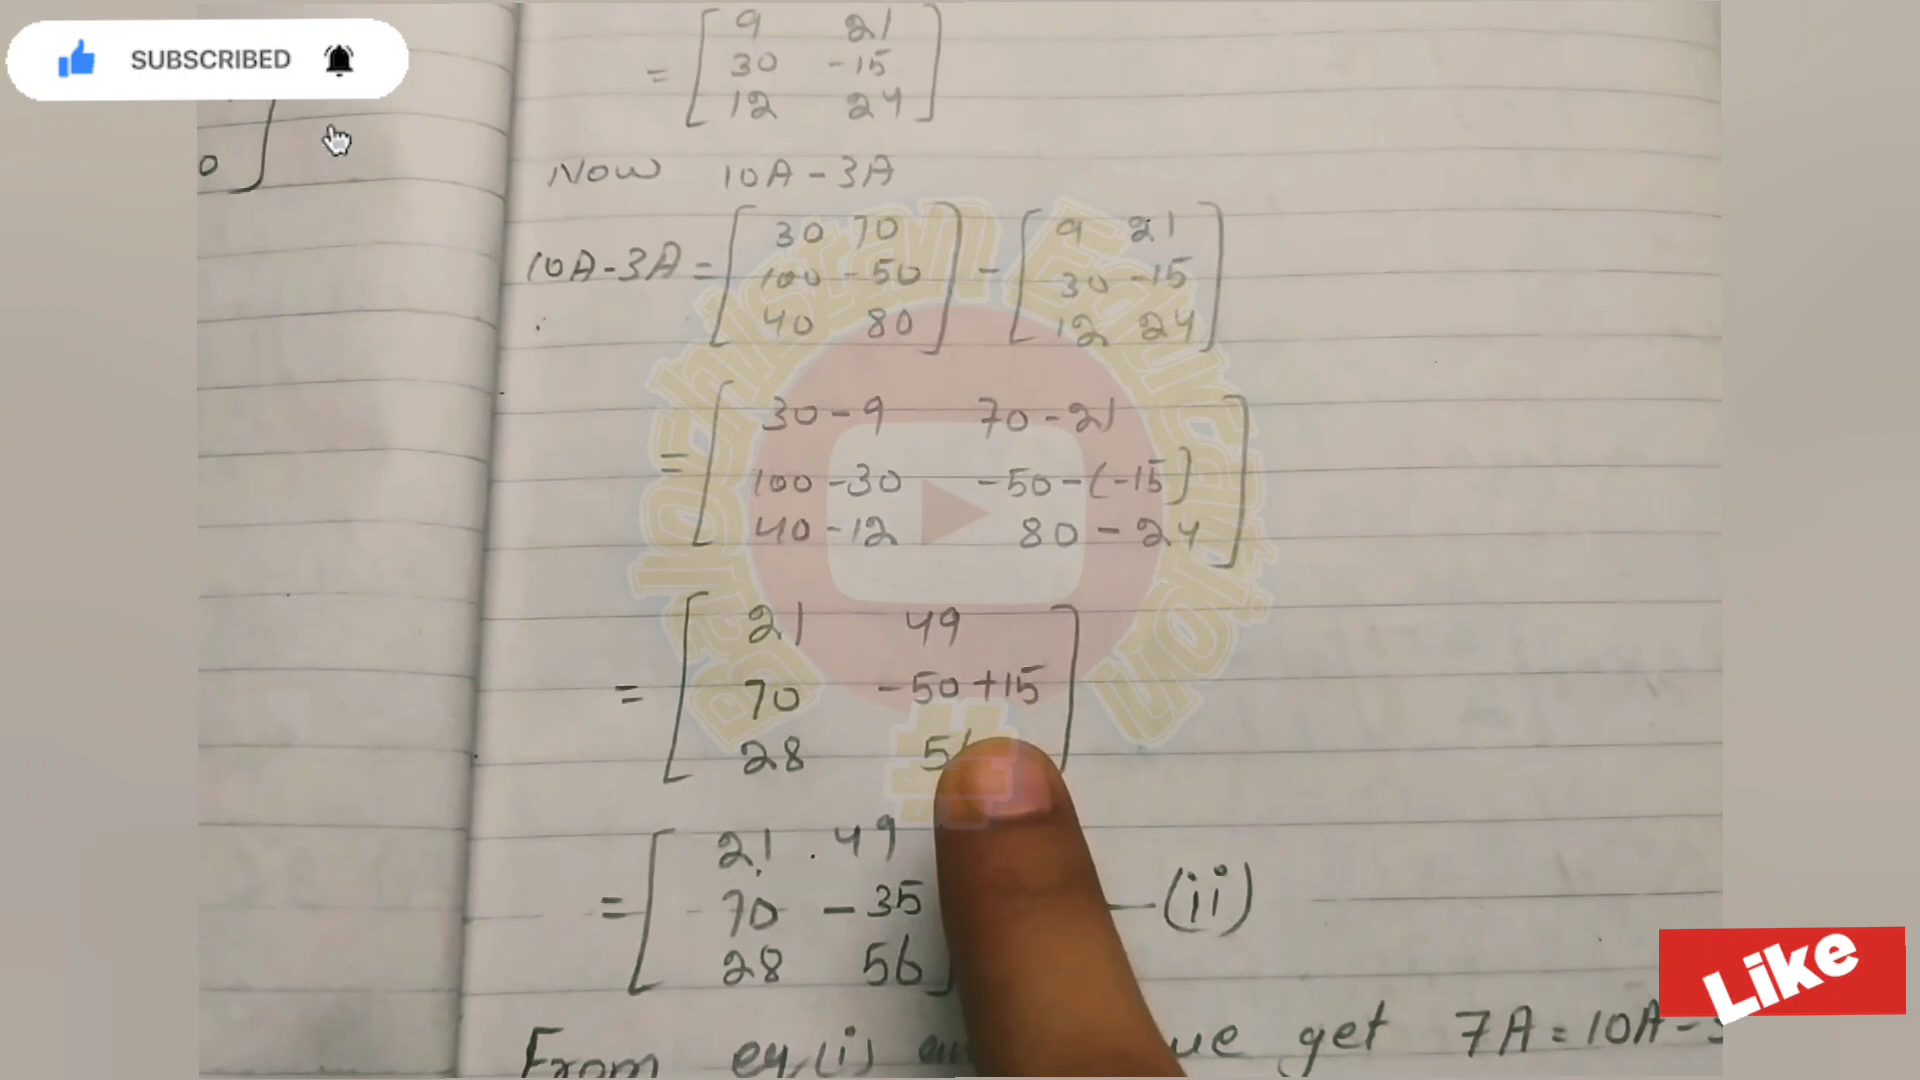 SUBSCRIBED
0
= [ 9 21
30 -15
12 24 ]
Now 10A - 3A
10A - 3A = [ 30 70 ] - [ 9 21 ]
100 -50 30 -15
40 80 12 24
= [ 30 - 9 70 - 21
100 - 30 -50 - (-15)
40 - 12 80 - 24 ]
= [ 21 49
70 -50 + 15
28 5 ]
= [ 21 . 49
70 -35 — (ii)
28 56 ]
From eq, (i) we get 7A = 10A -
Balochistan Education #
Like